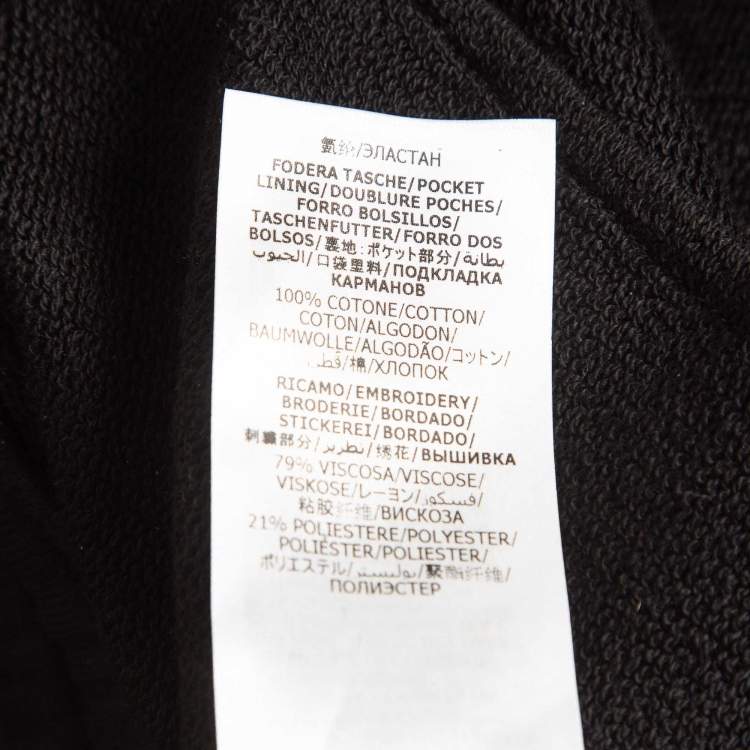 氨纶/ЭЛАСТАН
FODERA TASCHE/POCKET
LINING/DOUBLURE POCHES/
FORRO BOLSILLOS/
TASCHENFUTTER/FORRO DOS
BOLSOS/裏地:ポケット部分/بطانة
الجيوب/口袋里料/ПОДКЛАДКА
КАРМАНОВ
100% COTONE/COTTON/
COTON/ALGODON/
BAUMWOLLE/ALGODÃO/コットン/
قطن/棉/ХЛОПОК
RICAMO/EMBROIDERY/
BRODERIE/BORDADO/
STICKEREI/BORDADO/
刺繍部分/تطريز/绣花/ВЫШИВКА
79% VISCOSA/VISCOSE/
VISKOSE/レーヨン/فسكوز/
粘胶纤维/ВИСКОЗА
21% POLIESTERE/POLYESTER/
POLIÉSTER/POLIESTER/
ポリエステル/بوليستر/聚酯纤维/
ПОЛИЭСТЕР